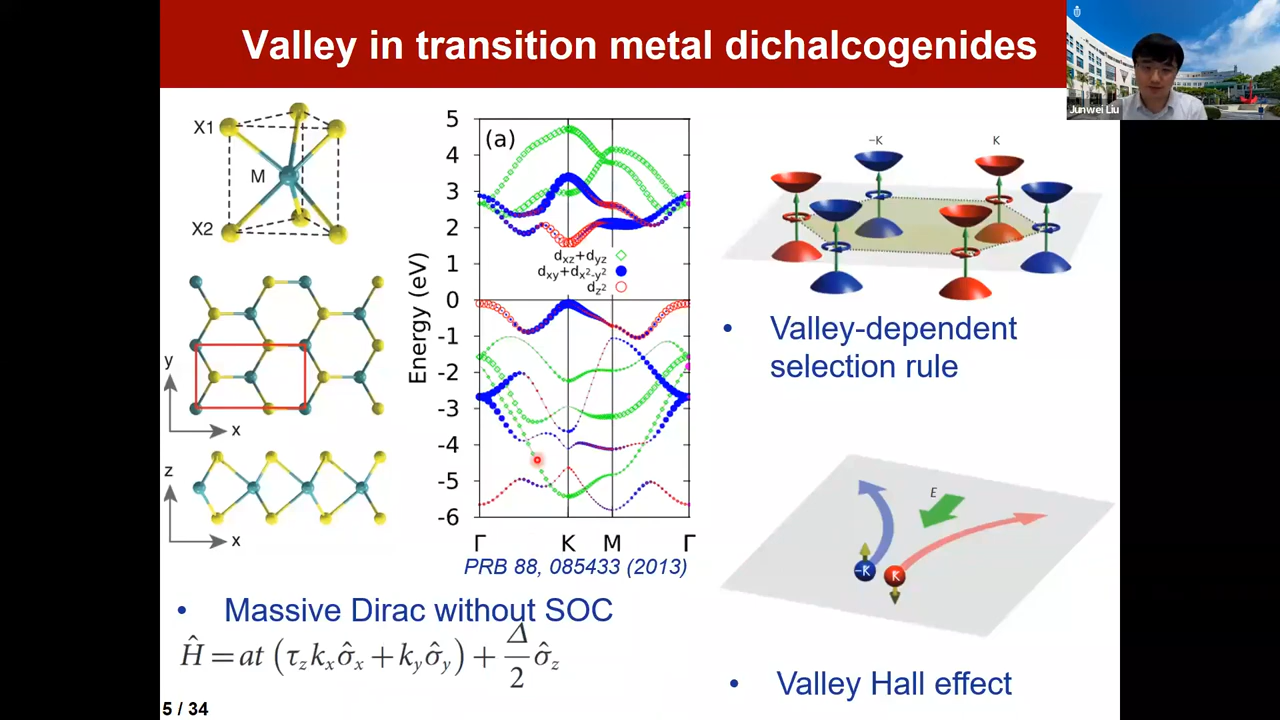 Valley in transition metal dichalcogenides
Junwei Liu
X1
M
X2
y
x
z
x
(a)
5
4
3
2
1
0
-1
-2
-3
-4
-5
-6
Energy (eV)
dxz+dyz
dxy+dx²-y²
dz²
Γ K M Γ
PRB 88, 085433 (2013)
-K
K
• Valley-dependent
selection rule
E
-K
K
• Massive Dirac without SOC
Ĥ = at (τzkxσ̂x + kyσ̂y) + Δ/2 σ̂z
• Valley Hall effect
5 / 34